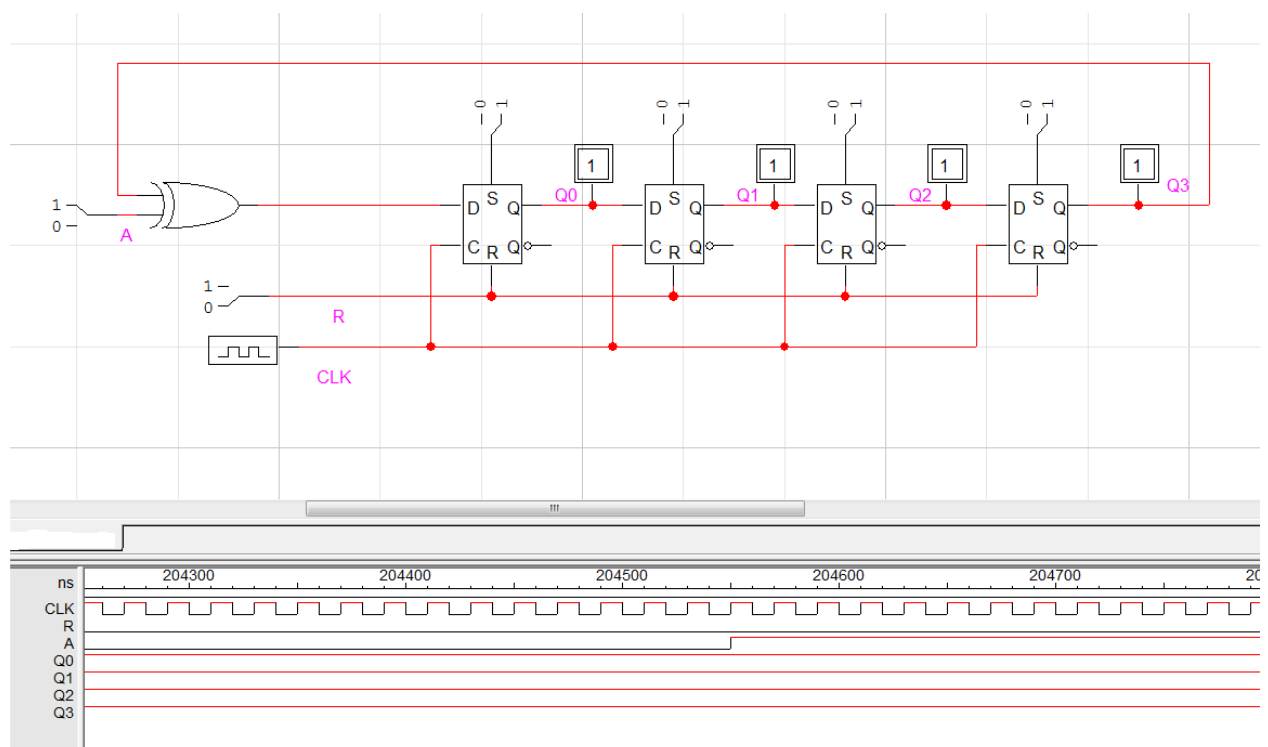 0 1 0 1 0 1 0 1
1 1 1 1
Q0 Q1 Q2 Q3
D S Q D S Q D S Q D S Q
1
0
A
C R Q C R Q C R Q C R Q
1
0
R
CLK
ns 204300 204400 204500 204600 204700 20
CLK
R
A
Q0
Q1
Q2
Q3